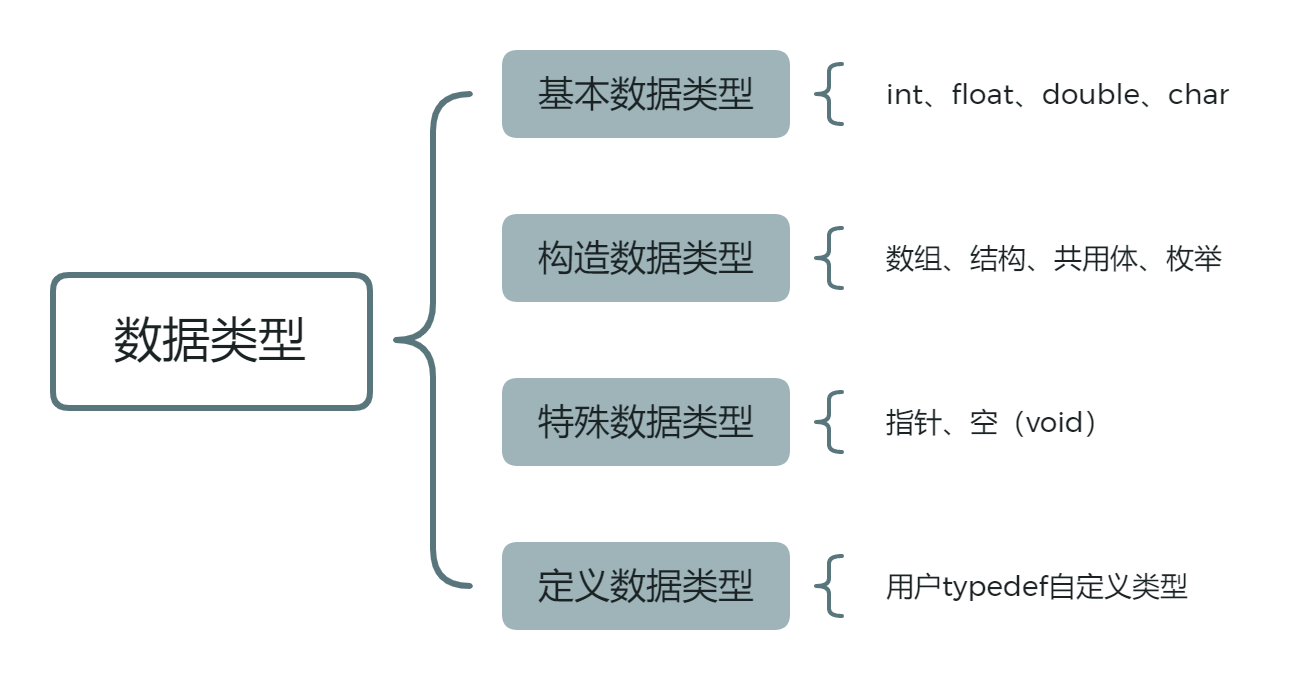 数据类型
基本数据类型
int、float、double、char
构造数据类型
数组、结构、共用体、枚举
特殊数据类型
指针、空（void）
定义数据类型
用户typedef自定义类型